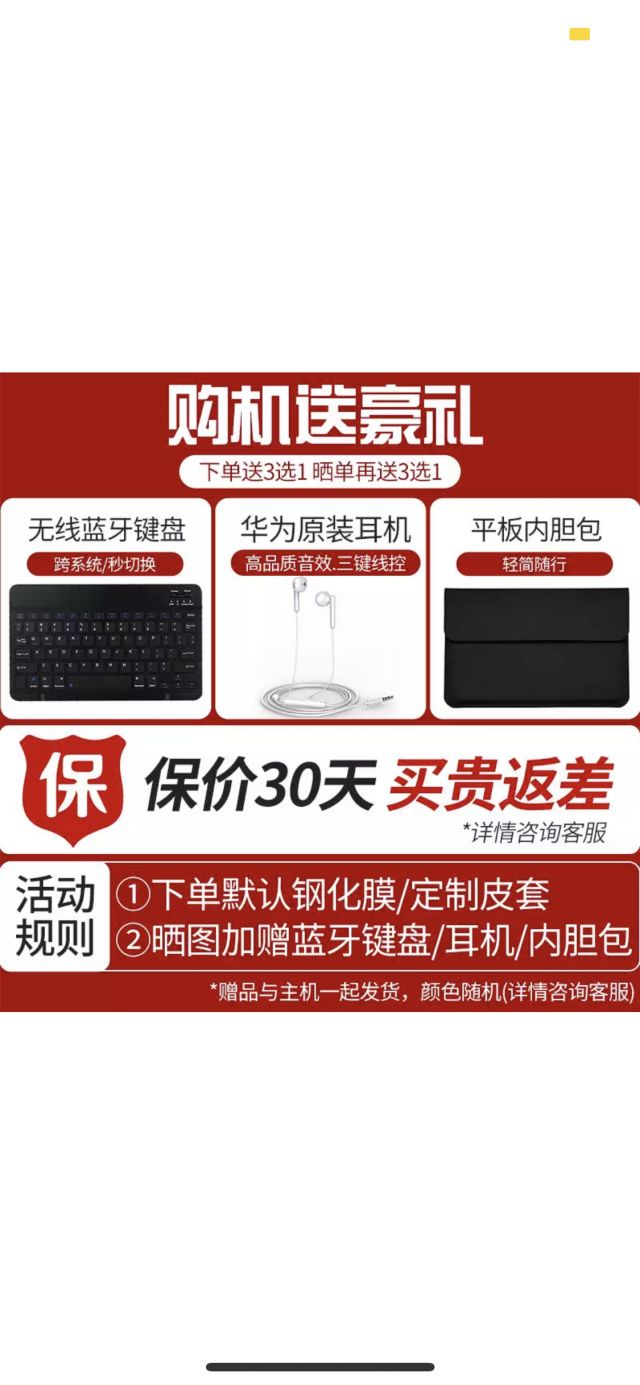 购机送豪礼
下单送3选1 晒单再送3选1
无线蓝牙键盘
跨系统/秒切换
华为原装耳机
高品质音效.三键线控
平板内胆包
轻简随行
保
保价30天 买贵返差
*详情咨询客服
活动
规则
①下单默认钢化膜/定制皮套
②晒图加赠蓝牙键盘/耳机/内胆包
*赠品与主机一起发货，颜色随机(详情咨询客服)